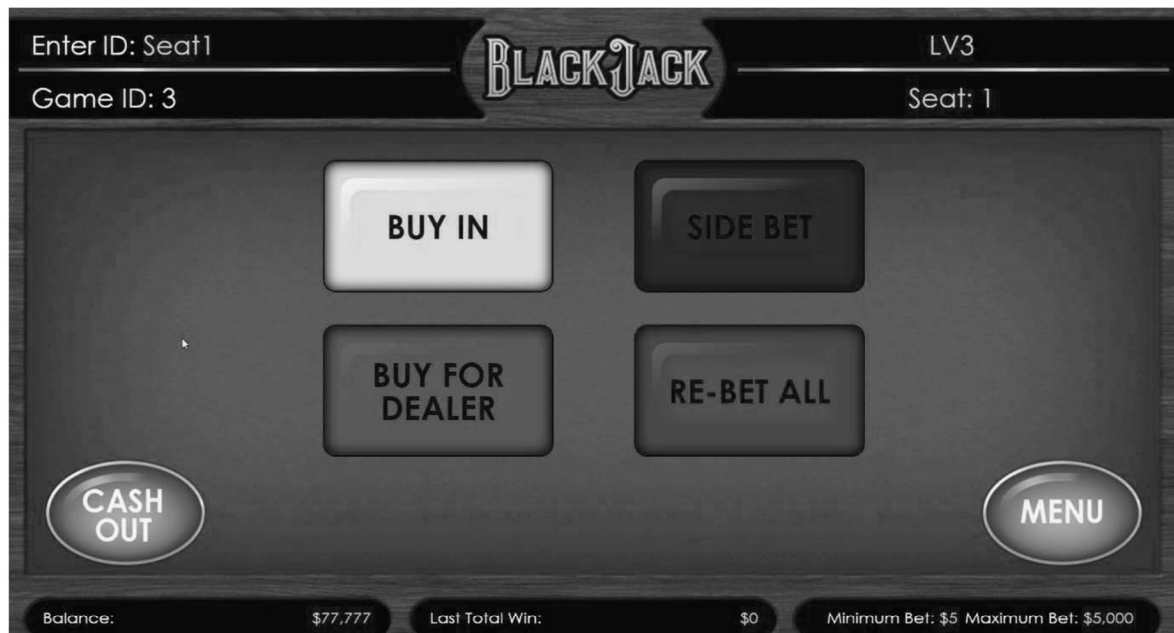 Enter ID: Seat1
BLACKJACK
LV3
Game ID: 3
Seat: 1
BUY IN
SIDE BET
BUY FOR
DEALER
RE-BET ALL
CASH
OUT
MENU
Balance: $77,777
Last Total Win: $0
Minimum Bet: $5 Maximum Bet: $5,000